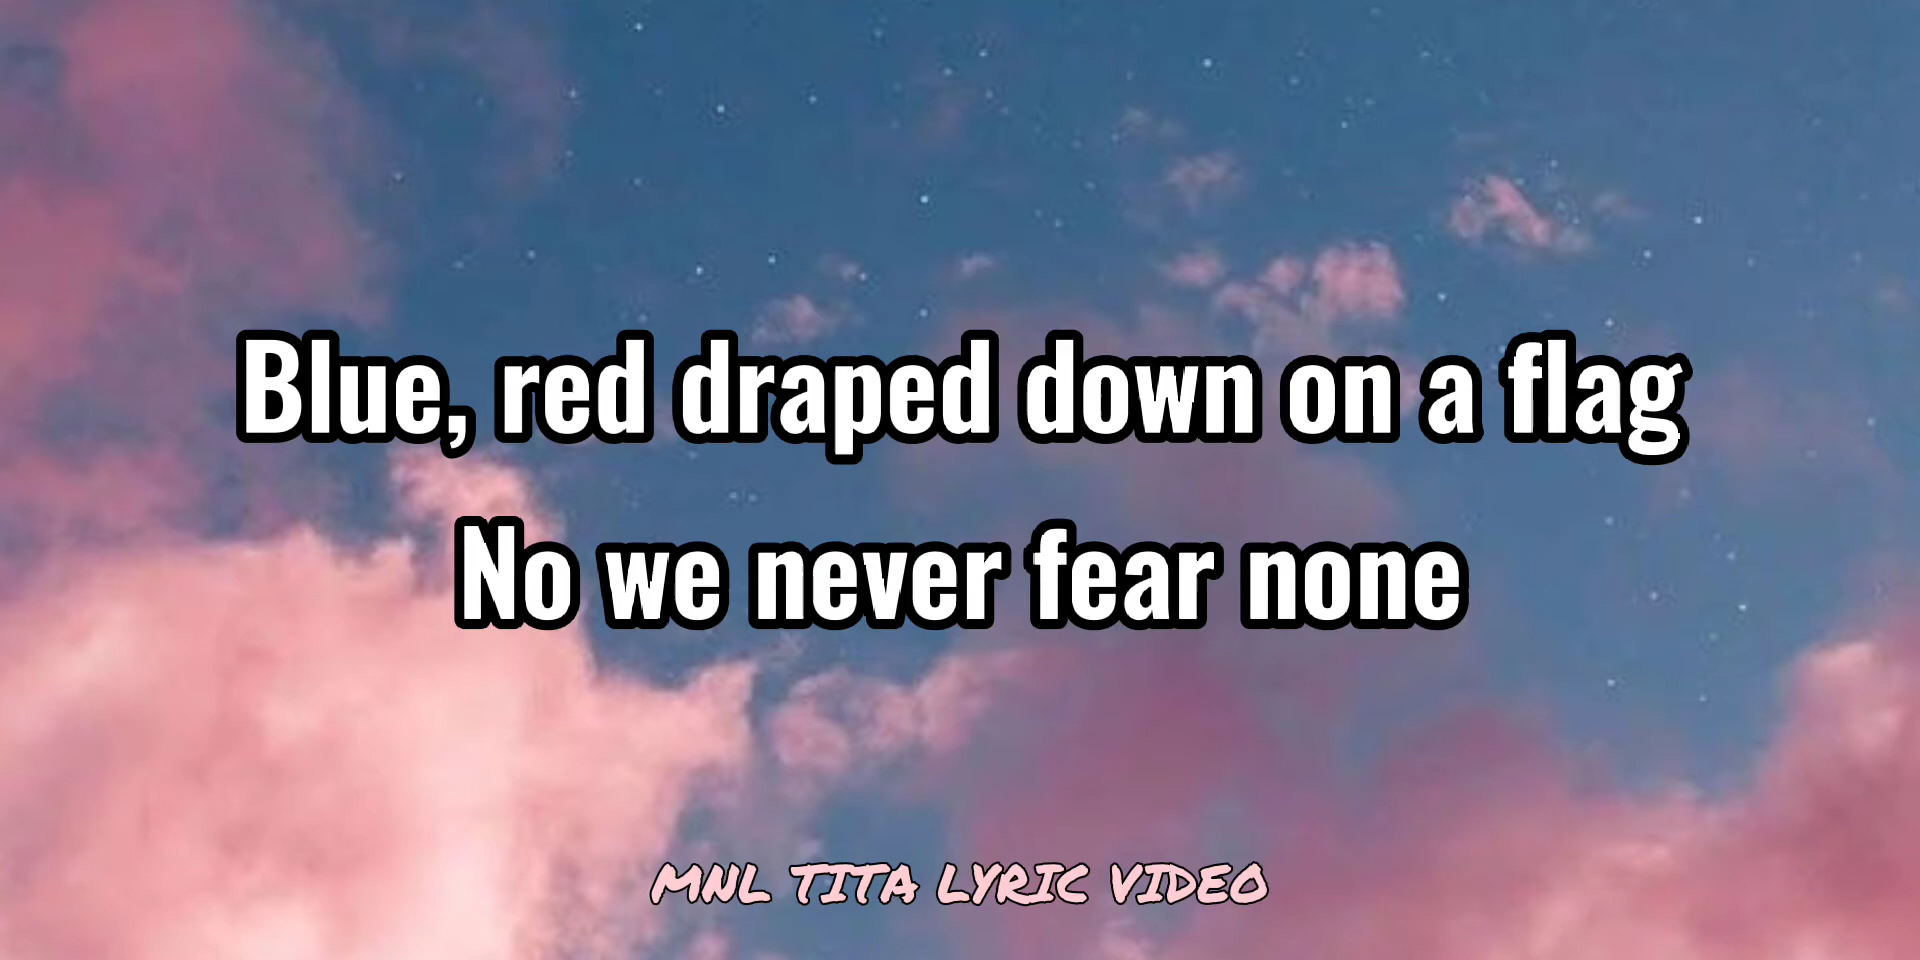 Blue, red draped down on a flag
No we never fear none
MNL TITA LYRIC VIDEO